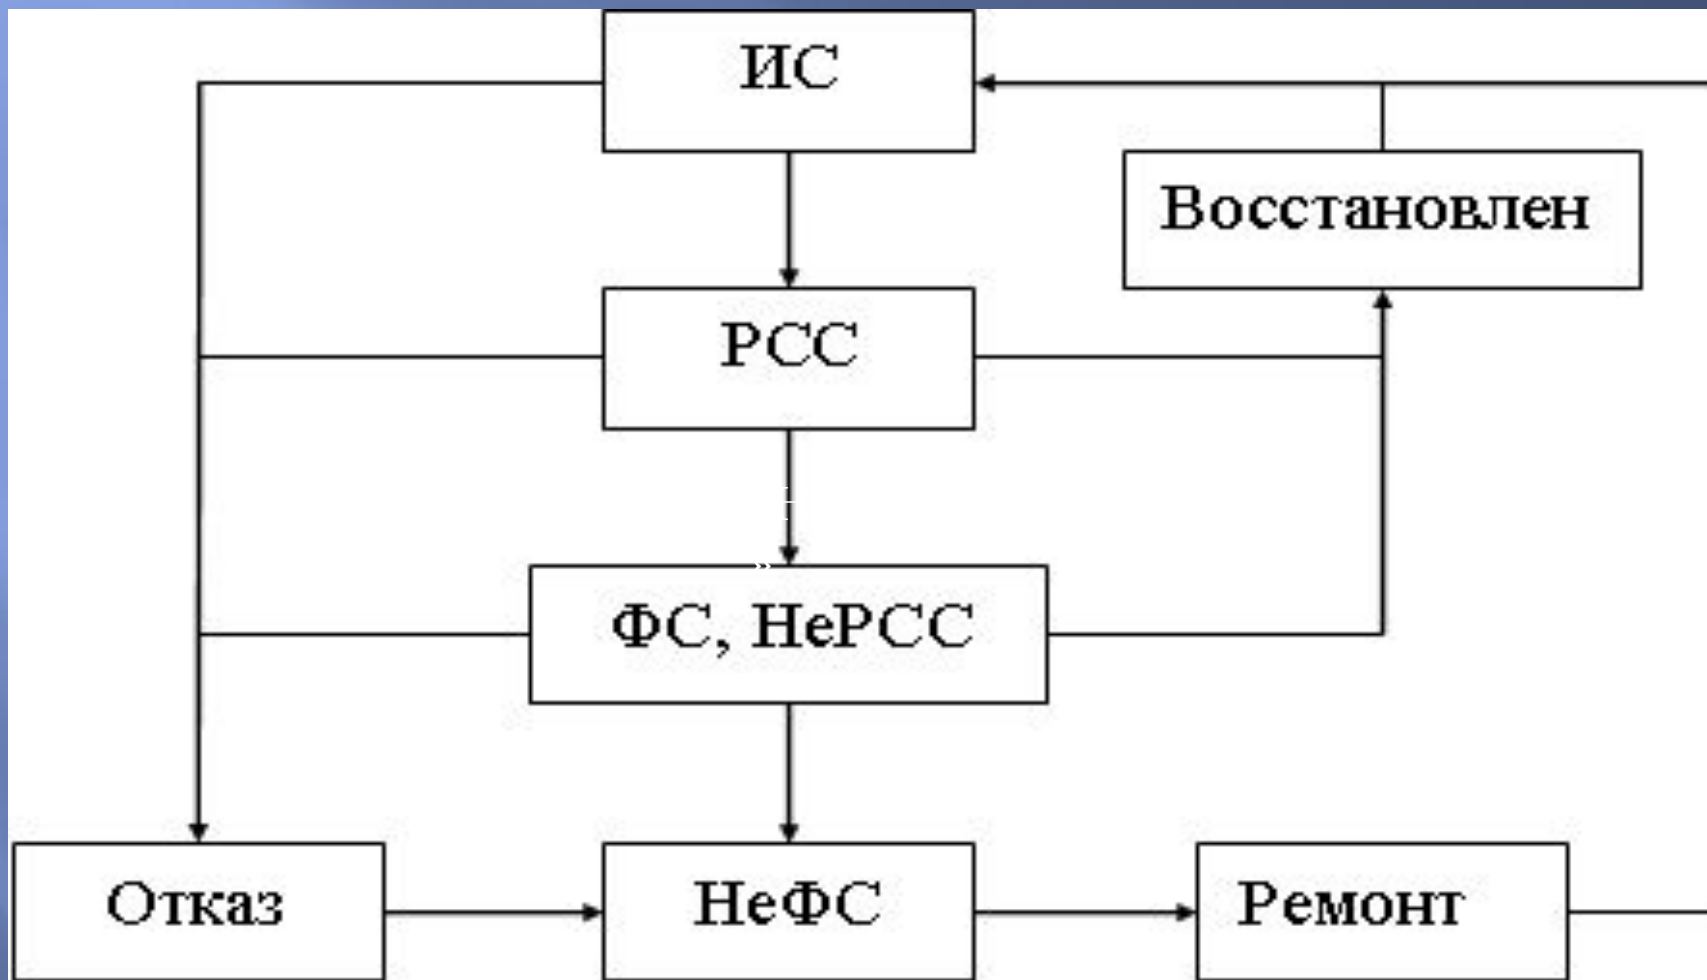 ИС
Восстановлен
РСС
ФС, НеРСС
Отказ
НеФС
Ремонт